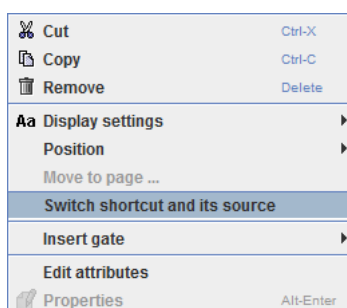 Cut Ctrl-X
Copy Ctrl-C
Remove Delete
Aa Display settings
Position
Move to page ...
Switch shortcut and its source
Insert gate
Edit attributes
Properties Alt-Enter